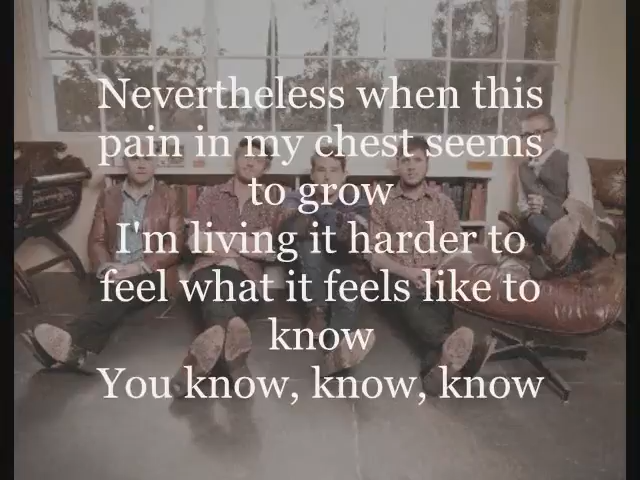 Nevertheless when this
pain in my chest seems
to grow
I'm living it harder to
feel what it feels like to
know
You know, know, know